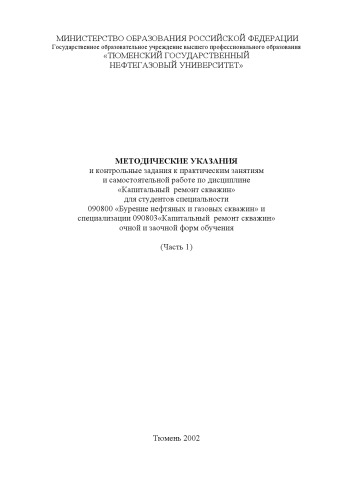 МИНИСТЕРСТВО ОБРАЗОВАНИЯ РОССИЙСКОЙ ФЕДЕРАЦИИ
Государственное образовательное учреждение высшего профессионального образования
«ТЮМЕНСКИЙ ГОСУДАРСТВЕННЫЙ
НЕФТЕГАЗОВЫЙ УНИВЕРСИТЕТ»
МЕТОДИЧЕСКИЕ УКАЗАНИЯ
и контрольные задания к практическим занятиям
и самостоятельной работе по дисциплине
«Капитальный ремонт скважин»
для студентов специальности
090800 «Бурение нефтяных и газовых скважин» и
специализации 090803«Капитальный ремонт скважин»
очной и заочной форм обучения
(Часть 1)
Тюмень 2002